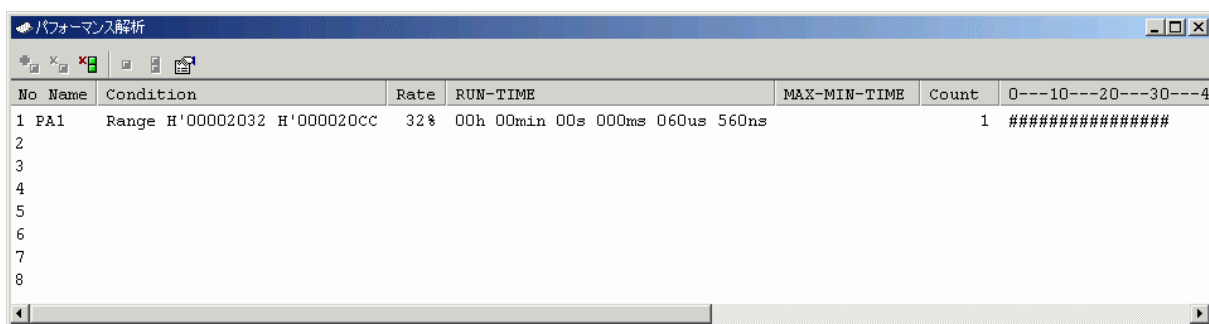 パフォーマンス解析
No Name Condition Rate RUN-TIME MAX-MIN-TIME Count 0---10---20---30---4
1 PA1 Range H'00002032 H'000020CC 32% 00h 00min 00s 000ms 060us 560ns 1 ################
2
3
4
5
6
7
8